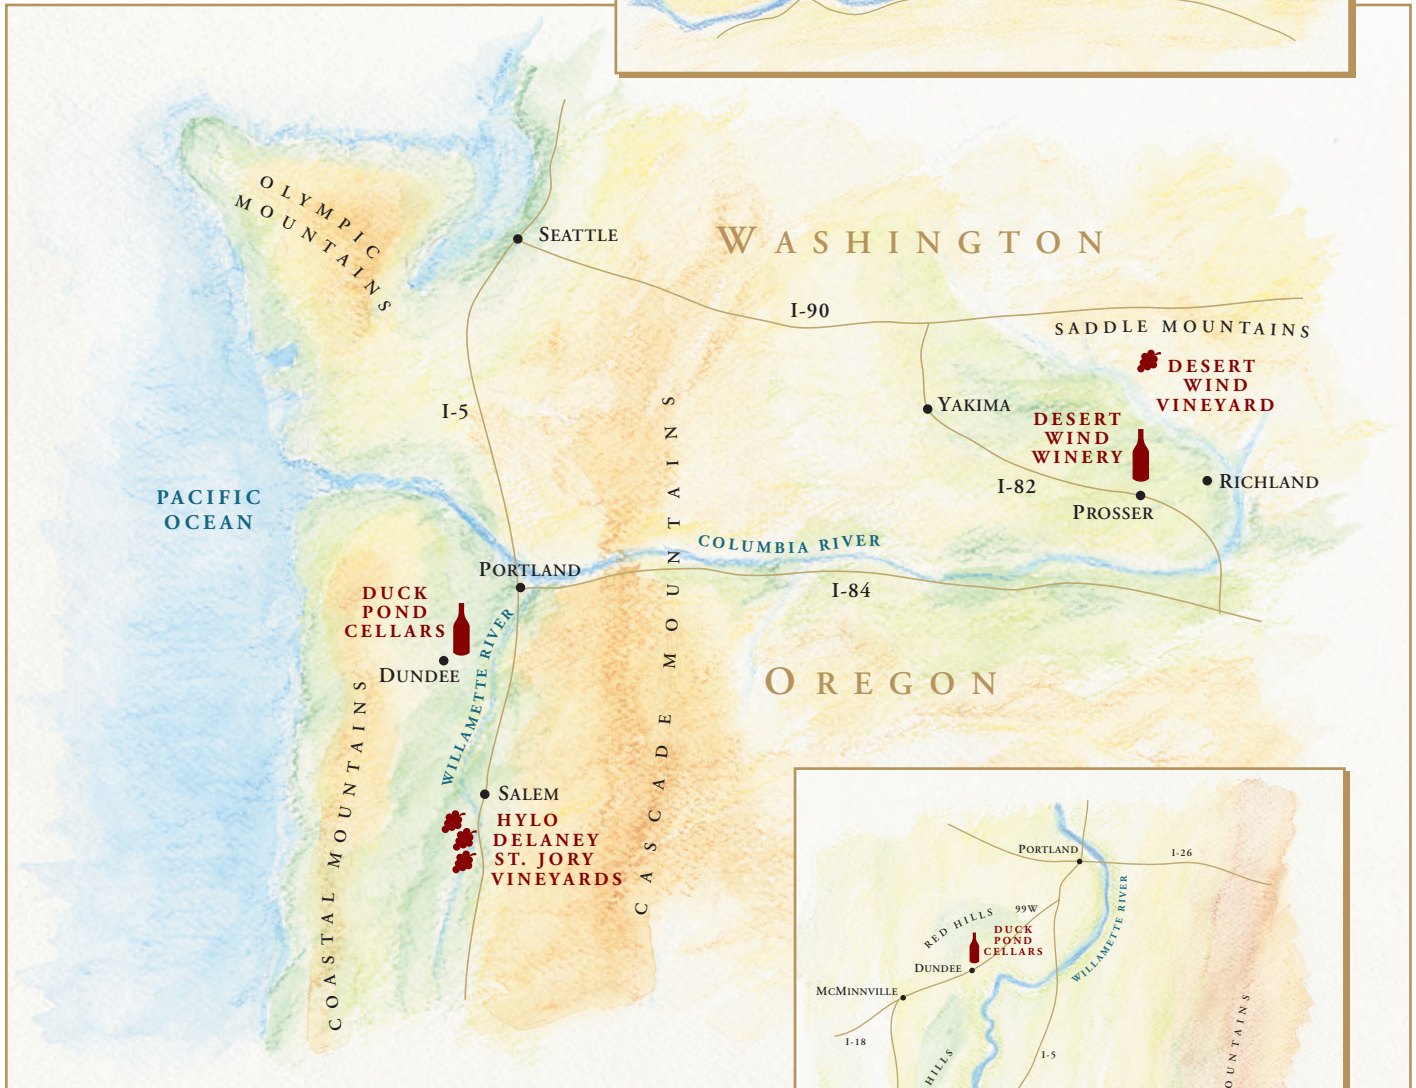 OLYMPIC
MOUNTAINS
SEATTLE
WASHINGTON
I-90
SADDLE MOUNTAINS
DESERT
WIND
VINEYARD
I-5
YAKIMA
DESERT
WIND
WINERY
I-82
RICHLAND
PROSSER
PACIFIC
OCEAN
CASCADE MOUNTAINS
COLUMBIA RIVER
PORTLAND
I-84
DUCK
POND
CELLARS
DUNDEE
WILLAMETTE RIVER
OREGON
COASTAL MOUNTAINS
SALEM
HYLO
DELANEY
ST. JORY
VINEYARDS
PORTLAND
I-26
WILLAMETTE RIVER
99W
RED HILLS
DUCK
POND
CELLARS
DUNDEE
MCMINNVILLE
I-18
I-5
HILLS
OUNTAINS